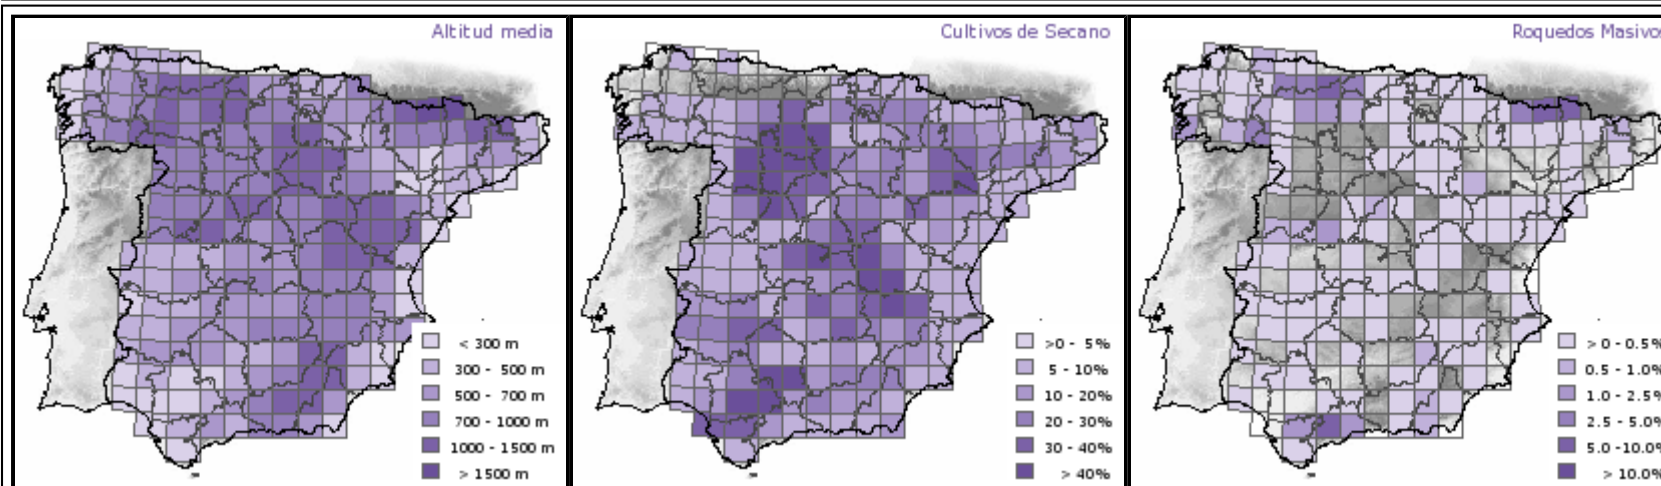 Altitud media
< 300 m
300 - 500 m
500 - 700 m
700 - 1000 m
1000 - 1500 m
> 1500 m
Cultivos de Secano
>0 - 5%
5 - 10%
10 - 20%
20 - 30%
30 - 40%
> 40%
Roquedos Masivos
> 0 - 0.5%
0.5 - 1.0%
1.0 - 2.5%
2.5 - 5.0%
5.0 -10.0%
> 10.0%